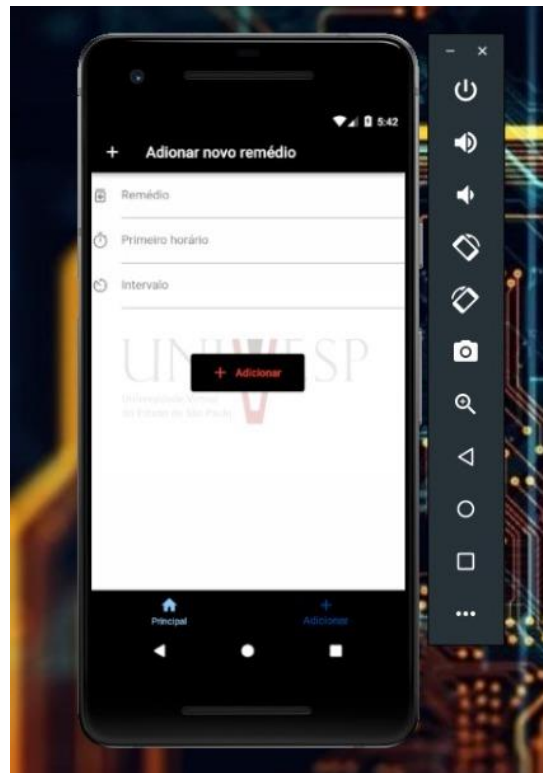 5:42
+ Adionar novo remédio
Remédio
Primeiro horário
Intervalo
UNIVESP
Universidade Virtual
do Estado de São Paulo
+ Adicionar
Principal
Adicionar